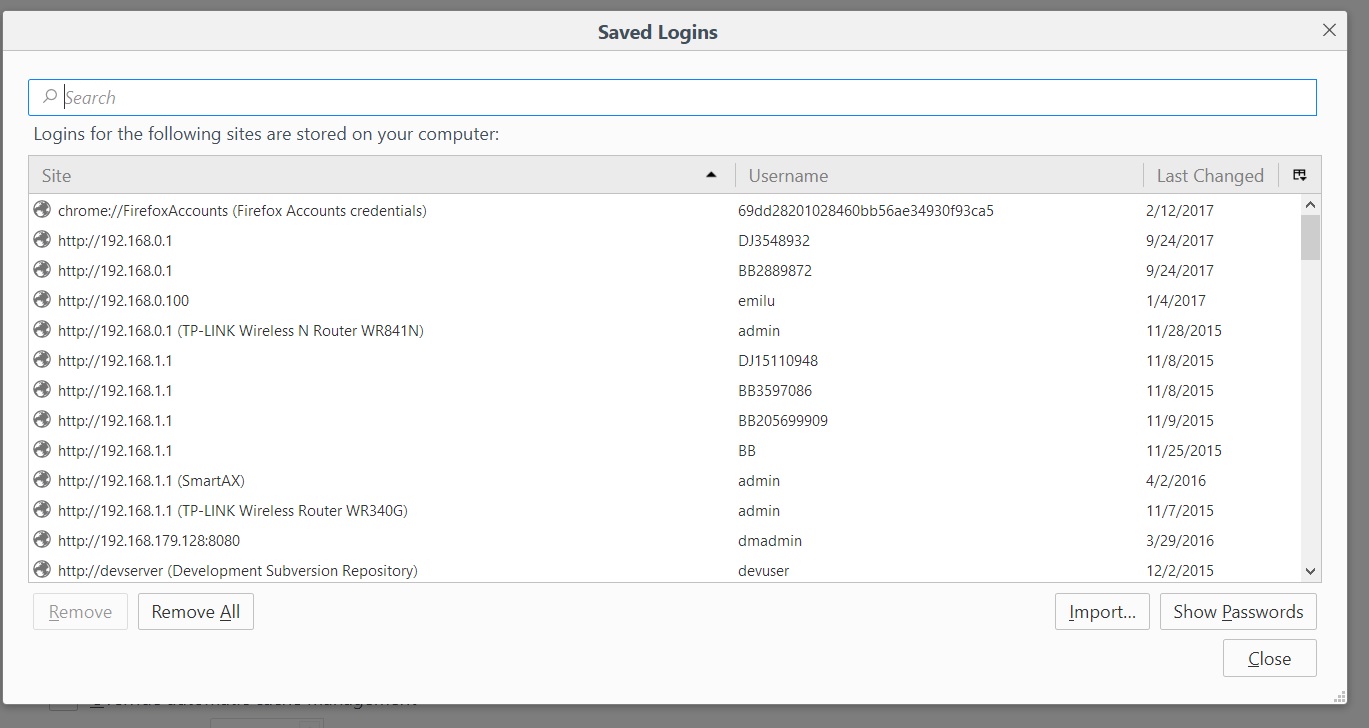 Saved Logins
Search
Logins for the following sites are stored on your computer:
Site Username Last Changed
chrome://FirefoxAccounts (Firefox Accounts credentials) 69dd28201028460bb56ae34930f93ca5 2/12/2017
http://192.168.0.1 DJ3548932 9/24/2017
http://192.168.0.1 BB2889872 9/24/2017
http://192.168.0.100 emilu 1/4/2017
http://192.168.0.1 (TP-LINK Wireless N Router WR841N) admin 11/28/2015
http://192.168.1.1 DJ15110948 11/8/2015
http://192.168.1.1 BB3597086 11/8/2015
http://192.168.1.1 BB205699909 11/9/2015
http://192.168.1.1 BB 11/25/2015
http://192.168.1.1 (SmartAX) admin 4/2/2016
http://192.168.1.1 (TP-LINK Wireless Router WR340G) admin 11/7/2015
http://192.168.179.128:8080 dmadmin 3/29/2016
http://devserver (Development Subversion Repository) devuser 12/2/2015
Remove Remove All Import... Show Passwords
Close